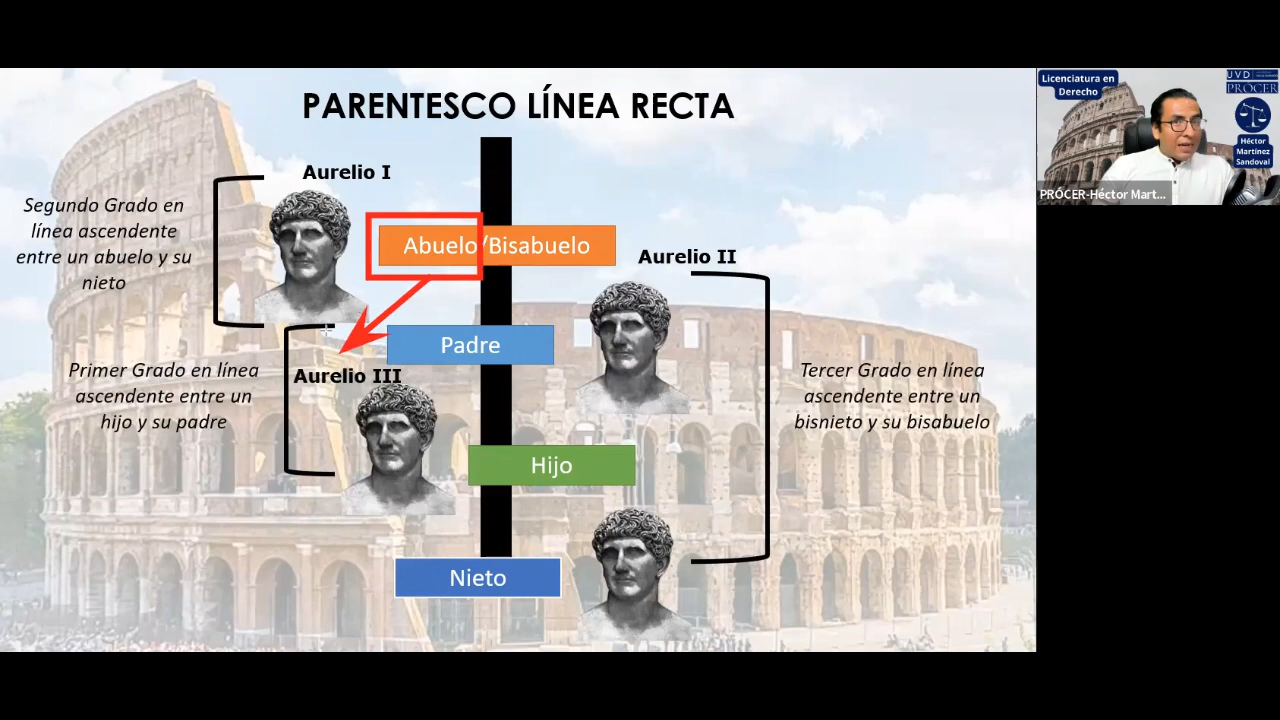 PARENTESCO LÍNEA RECTA
Aurelio I
Segundo Grado en
línea ascendente
entre un abuelo y su
nieto
Abuelo/Bisabuelo
Aurelio II
Padre
Primer Grado en línea
ascendente entre un
hijo y su padre
Aurelio III
Tercer Grado en línea
ascendente entre un
bisnieto y su bisabuelo
Hijo
Nieto
Licenciatura en
Derecho
UVD
PRÓCER
Héctor
Martínez
Sandoval
PRÓCER-Héctor Mart...